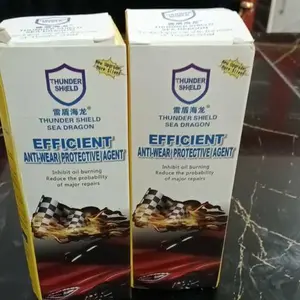 THUNDER
SHIELD
雷盾海龙®
THUNDER SHIELD
SEA DRAGON
EFFICIENT
ANTI-WEAR PROTECTIVE AGENT
Inhibit oil burning
Reduce the probability
of major repairs
THUNDER
SHIELD
雷盾海龙®
THUNDER SHIELD
SEA DRAGON
EFFICIENT
ANTI-WEAR PROTECTIVE AGENT
Inhibit oil burning
Reduce the probability
of major repairs